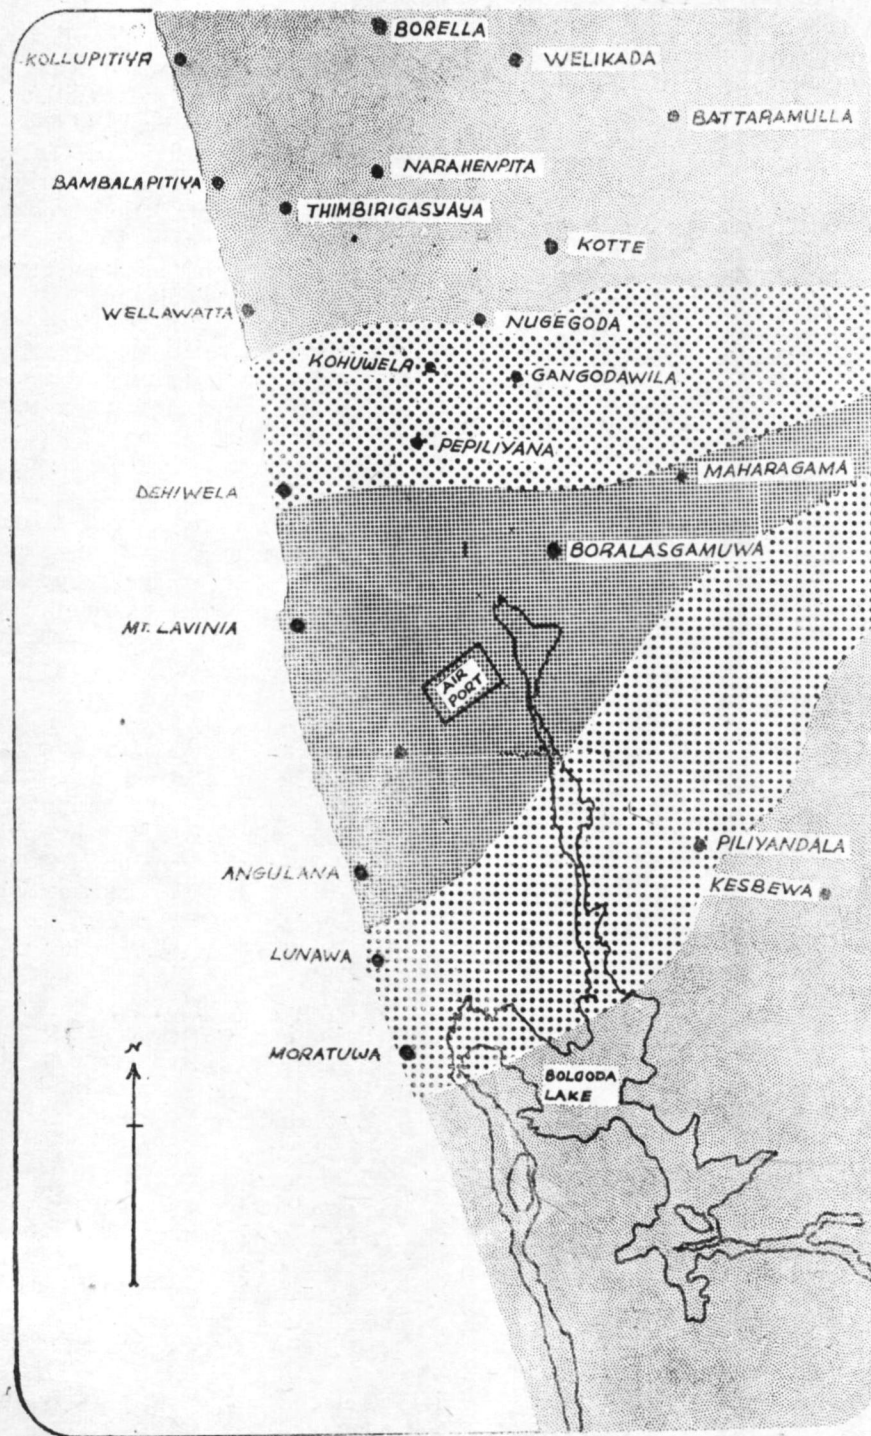 BORELLA
KOLLUPITIYA
WELIKADA
BATTARAMULLA
NARAHENPITA
BAMBALAPITIYA
THIMBIRIGASYAYA
KOTTE
WELLAWATTA
NUGEGODA
KOHUWELA
GANGODAWILA
PEPILIYANA
MAHARAGAMA
DEHIWELA
BORALASGAMUWA
MT. LAVINIA
AIR
PORT
PILIYANDALA
ANGULANA
KESBEWA
LUNAWA
N
MORATUWA
BOLGODA
LAKE